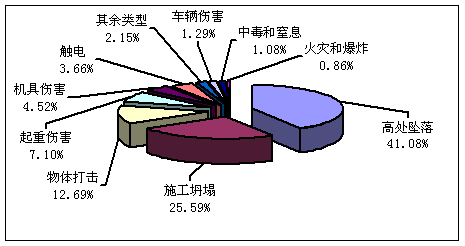 其余类型
2.15%
车辆伤害
1.29%
中毒和窒息
1.08%
火灾和爆炸
0.86%
触电
3.66%
机具伤害
4.52%
起重伤害
7.10%
物体打击
12.69%
施工坍塌
25.59%
高处坠落
41.08%